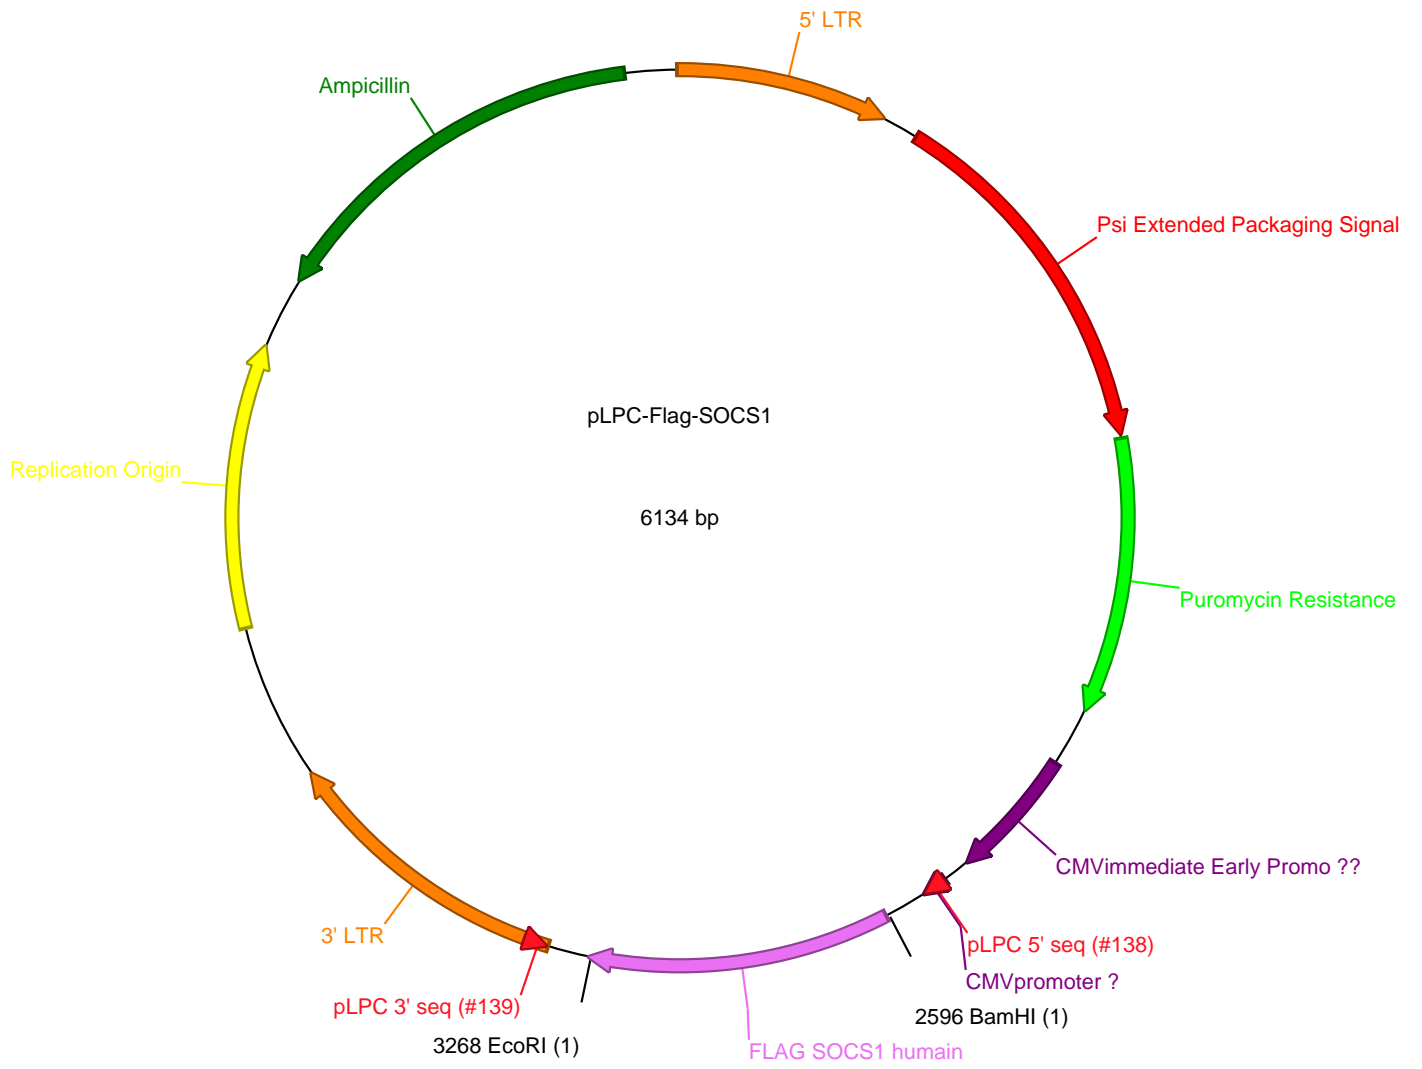 5' LTR
Ampicillin
Psi Extended Packaging Signal
pLPC-Flag-SOCS1
Replication Origin
6134 bp
Puromycin Resistance
CMVimmediate Early Promo ??
3' LTR
pLPC 5' seq (#138)
CMVpromoter ?
pLPC 3' seq (#139)
2596 BamHI (1)
3268 EcoRI (1)
FLAG SOCS1 humain